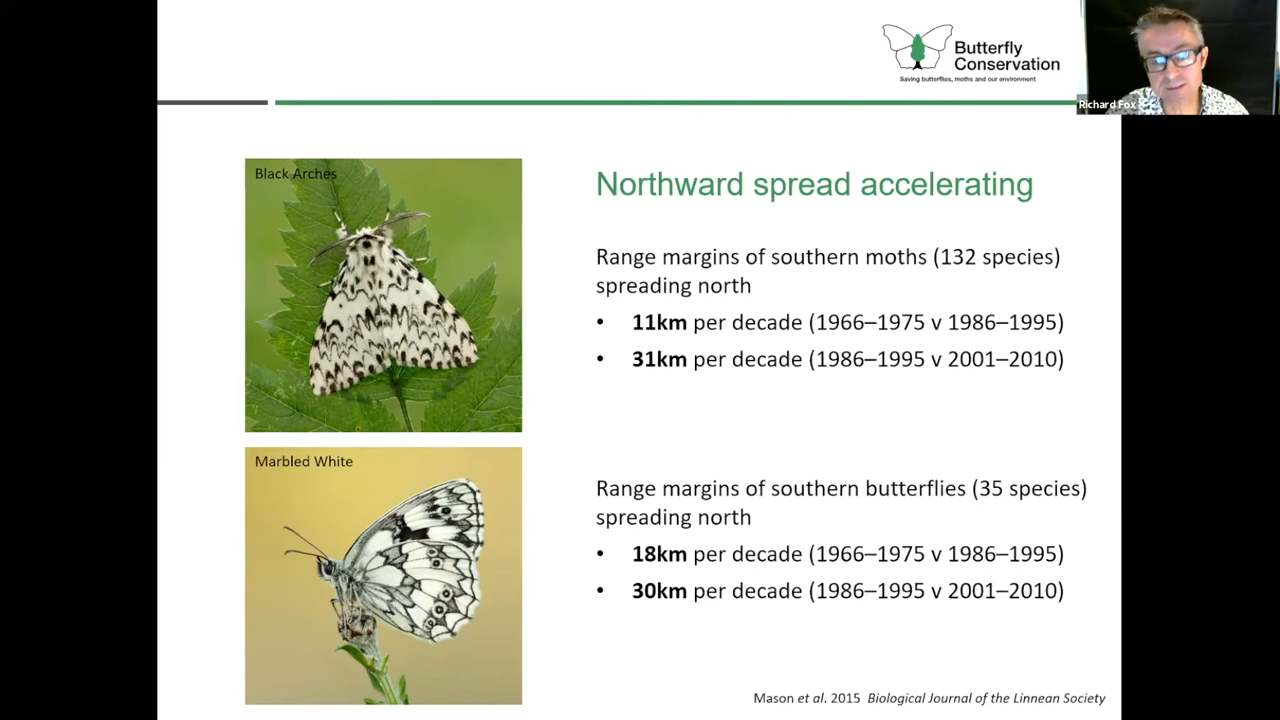 Butterfly
Conservation
Saving butterflies, moths and our environment
Richard Fox
Black Arches
Northward spread accelerating
Range margins of southern moths (132 species)
spreading north
• 11km per decade (1966–1975 v 1986–1995)
• 31km per decade (1986–1995 v 2001–2010)
Marbled White
Range margins of southern butterflies (35 species)
spreading north
• 18km per decade (1966–1975 v 1986–1995)
• 30km per decade (1986–1995 v 2001–2010)
Mason et al. 2015 Biological Journal of the Linnean Society